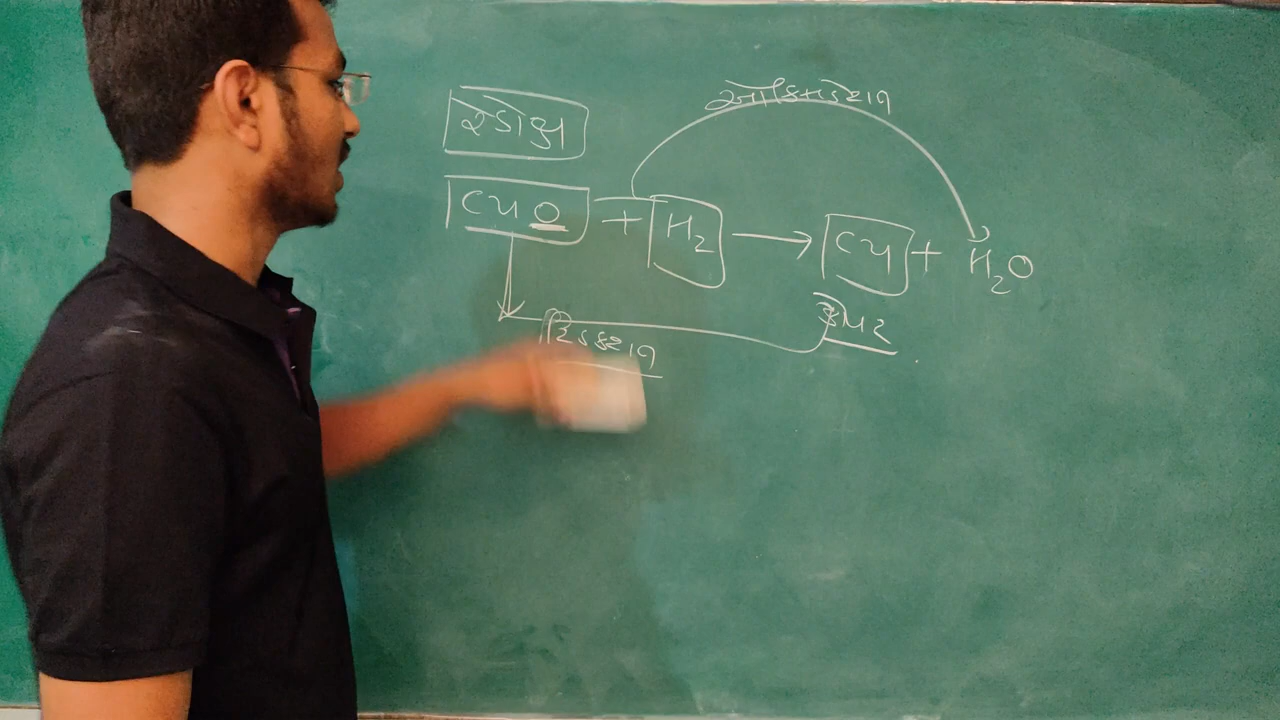 ઓક્સિડેશન
રેડોક્ષ
CuO + H₂ → Cu + H₂O
કોપર
રિડક્શન